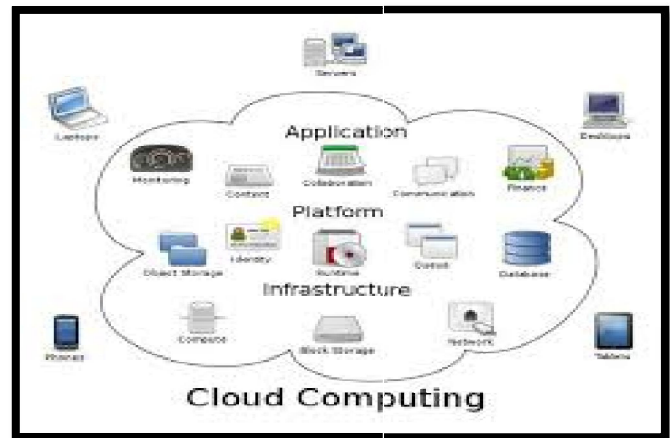 Servers
Application
Laptops
Desktops
Monitoring
Content
Collaboration
Communication
Finance
Platform
Object Storage
Identity
Runtime
Queue
Database
Infrastructure
Compute
Block Storage
Network
Phones
Tablets
Cloud Computing